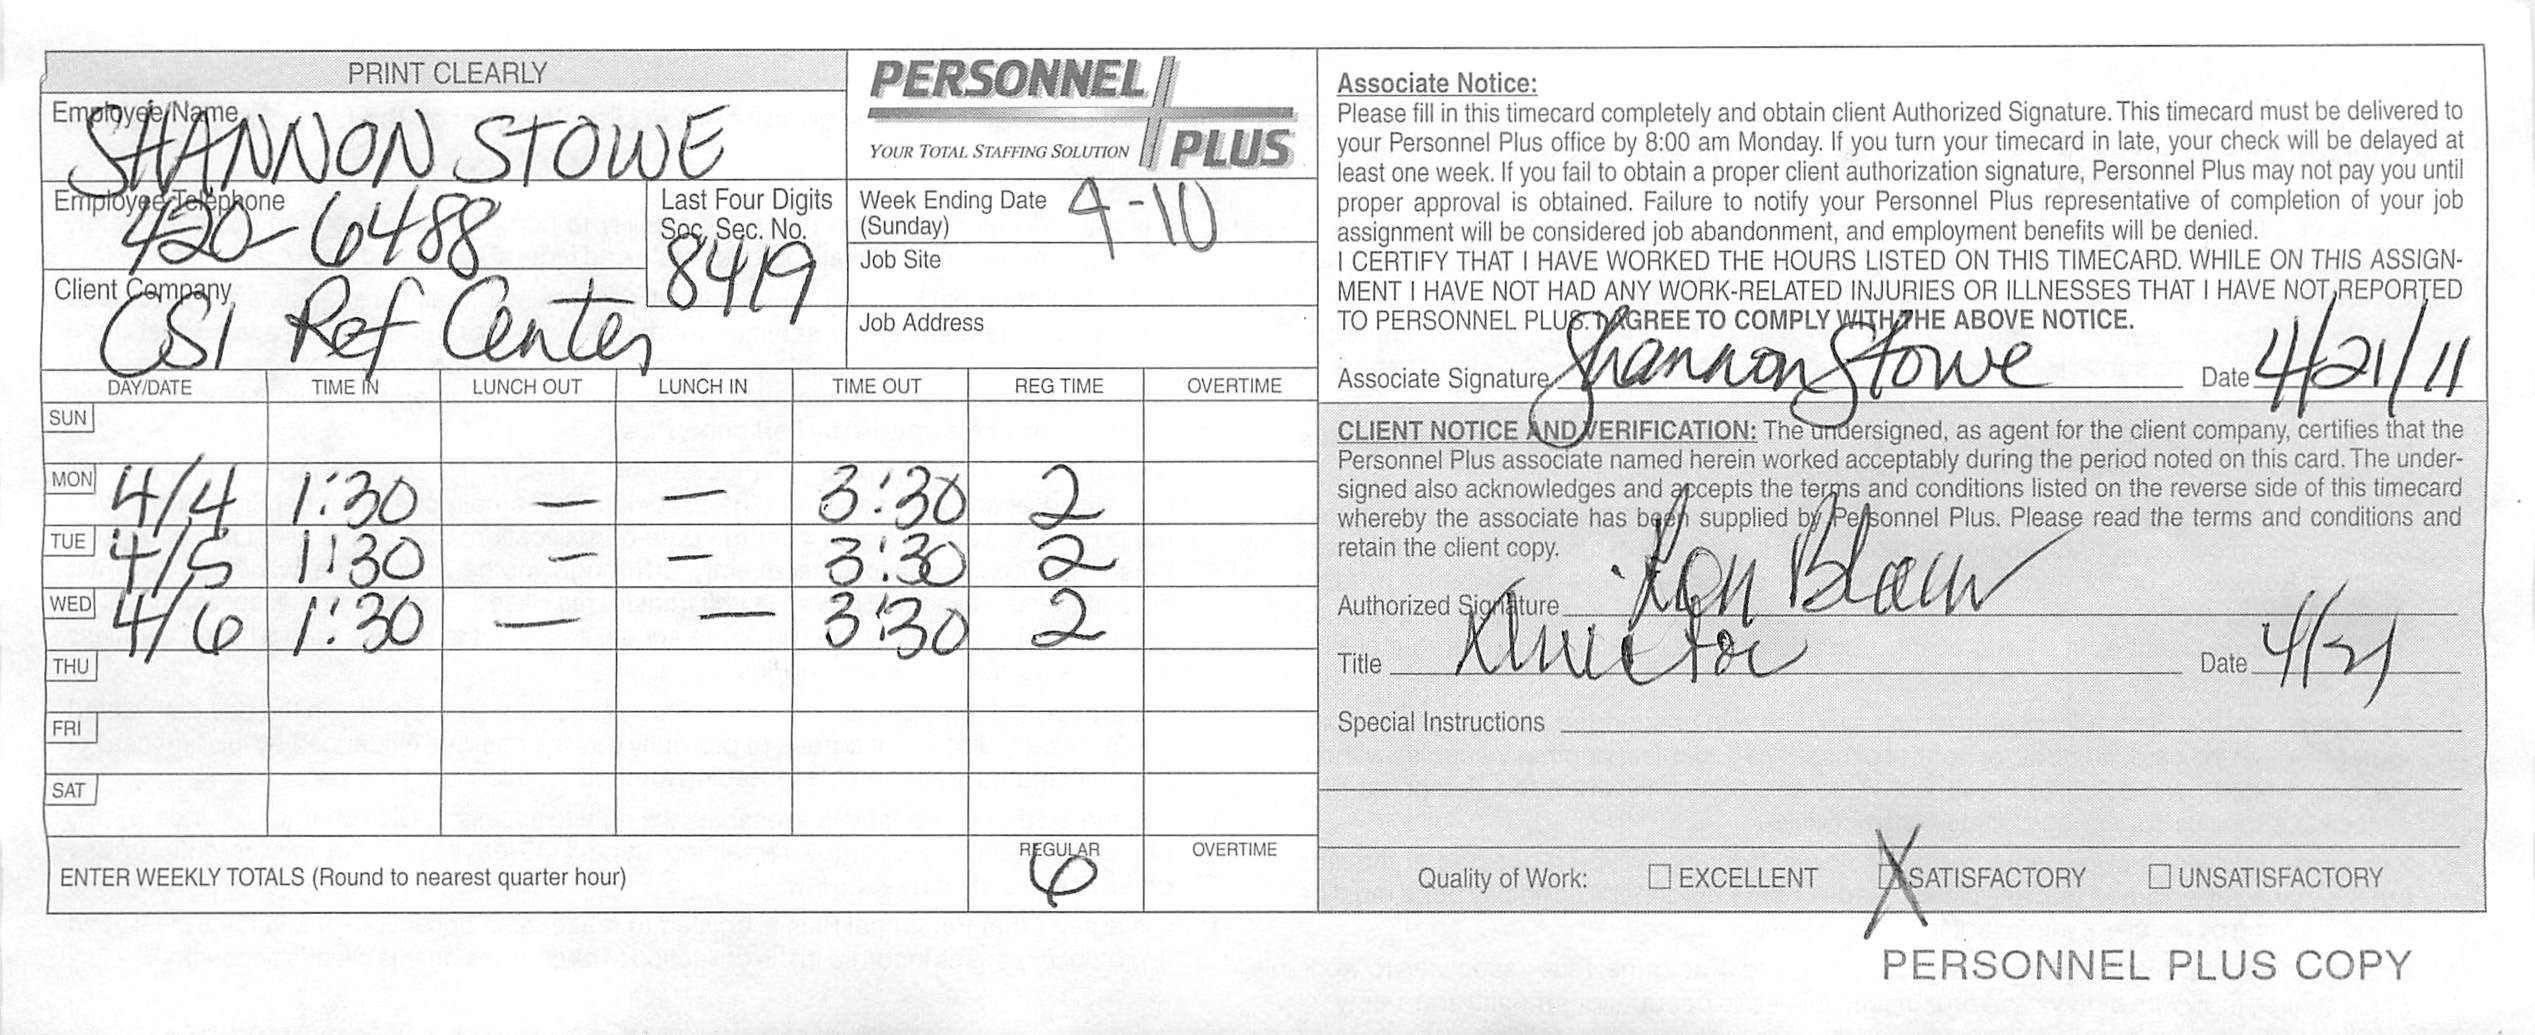 PRINT CLEARLY
Employee Name
SHANNON STOWE
Employee Telephone
420-6488
Last Four Digits
Soc. Sec. No.
8419
Client Company
CSI Ref Center
PERSONNEL
PLUS
YOUR TOTAL STAFFING SOLUTION
Week Ending Date
(Sunday)
4-10
Job Site
Job Address
DAY/DATE TIME IN LUNCH OUT LUNCH IN TIME OUT REG TIME OVERTIME
SUN
MON 4/4 1:30 — — 3:30 2
TUE 4/5 1:30 — — 3:30 2
WED 4/6 1:30 — — 3:30 2
THU
FRI
SAT
ENTER WEEKLY TOTALS (Round to nearest quarter hour)
REGULAR
6
OVERTIME
Associate Notice:
Please fill in this timecard completely and obtain client Authorized Signature. This timecard must be delivered to
your Personnel Plus office by 8:00 am Monday. If you turn your timecard in late, your check will be delayed at
least one week. If you fail to obtain a proper client authorization signature, Personnel Plus may not pay you until
proper approval is obtained. Failure to notify your Personnel Plus representative of completion of your job
assignment will be considered job abandonment, and employment benefits will be denied.
I CERTIFY THAT I HAVE WORKED THE HOURS LISTED ON THIS TIMECARD. WHILE ON THIS ASSIGN-
MENT I HAVE NOT HAD ANY WORK-RELATED INJURIES OR ILLNESSES THAT I HAVE NOT REPORTED
TO PERSONNEL PLUS. I AGREE TO COMPLY WITH THE ABOVE NOTICE.
Associate Signature Shannon Stowe Date 4/21/11
CLIENT NOTICE AND VERIFICATION: The undersigned, as agent for the client company, certifies that the
Personnel Plus associate named herein worked acceptably during the period noted on this card. The under-
signed also acknowledges and accepts the terms and conditions listed on the reverse side of this timecard
whereby the associate has been supplied by Personnel Plus. Please read the terms and conditions and
retain the client copy.
Authorized Signature
Title Director Date 4/21
Special Instructions
Quality of Work: EXCELLENT X SATISFACTORY UNSATISFACTORY
PERSONNEL PLUS COPY